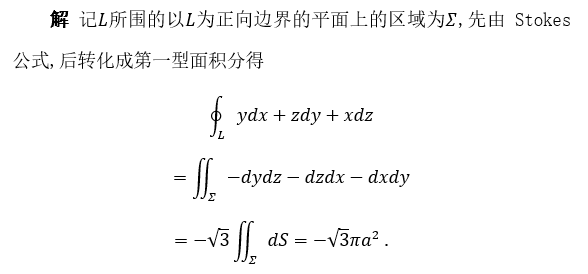 解 记L所围的以L为正向边界的平面上的区域为Σ,先由 Stokes
公式,后转化成第一型面积分得
∮_L ydx + zdy + xdz
= ∬_Σ −dydz − dzdx − dxdy
= −√3 ∬_Σ dS = −√3πa² .